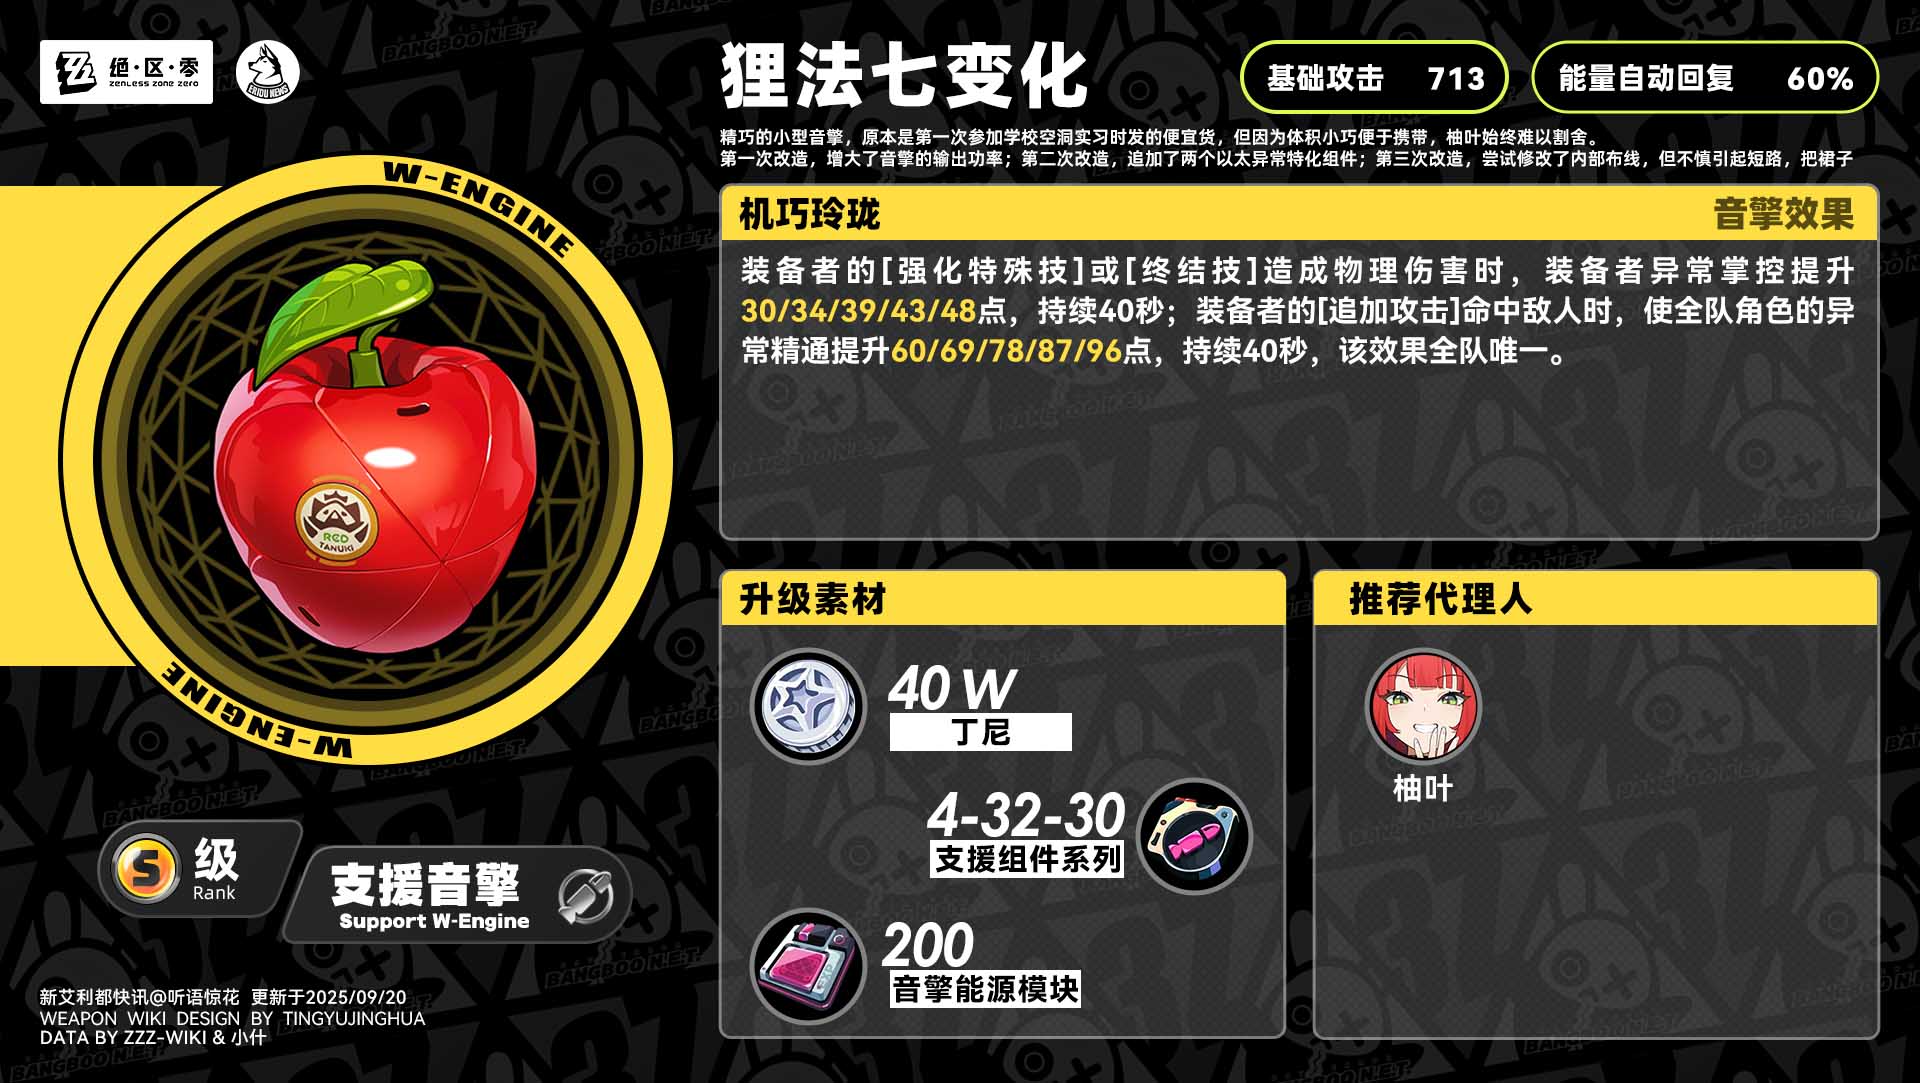 绝·区·零
ZENLESS ZONE ZERO
ERIDU NEWS
狸法七变化
基础攻击 713
能量自动回复 60%
精巧的小型音擎，原本是第一次参加学校空洞实习时发的便宜货，但因为体积小巧便于携带，柚叶始终难以割舍。
第一次改造，增大了音擎的输出功率；第二次改造，追加了两个以太异常特化组件；第三次改造，尝试修改了内部布线，但不慎引起短路，把裙子
机巧玲珑
音擎效果
装备者的[强化特殊技]或[终结技]造成物理伤害时，装备者异常掌控提升
30/34/39/43/48点，持续40秒；装备者的[追加攻击]命中敌人时，使全队角色的异
常精通提升60/69/78/87/96点，持续40秒，该效果全队唯一。
W-ENGINE
RED
TANUKI
W-ENGINE
升级素材
40 W
丁尼
4-32-30
支援组件系列
200
音擎能源模块
推荐代理人
柚叶
S 级
Rank
支援音擎
Support W-Engine
新艾利都快讯@听语惊花 更新于2025/09/20
WEAPON WIKI DESIGN BY TINGYUJINGHUA
DATA BY ZZZ-WIKI & 小什
BANGBOO N.E.T.